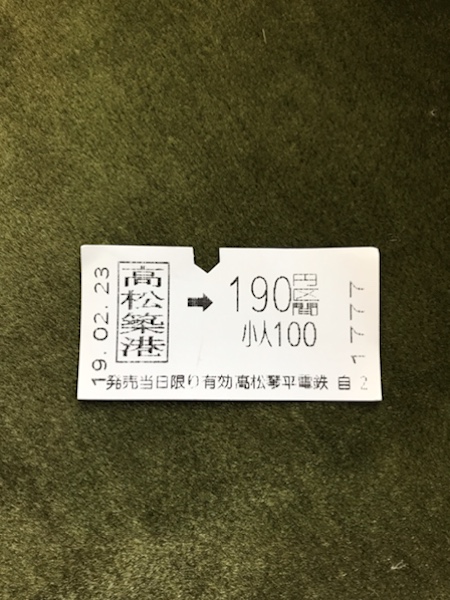 19.02.23
高松築港
➡ 190円区間
小人100
1777
発売当日限り有効高松琴平電鉄 自2